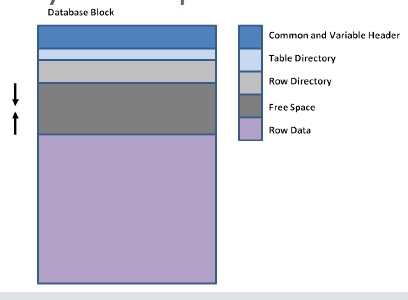 Database Block
Common and Variable Header
Table Directory
Row Directory
Free Space
Row Data